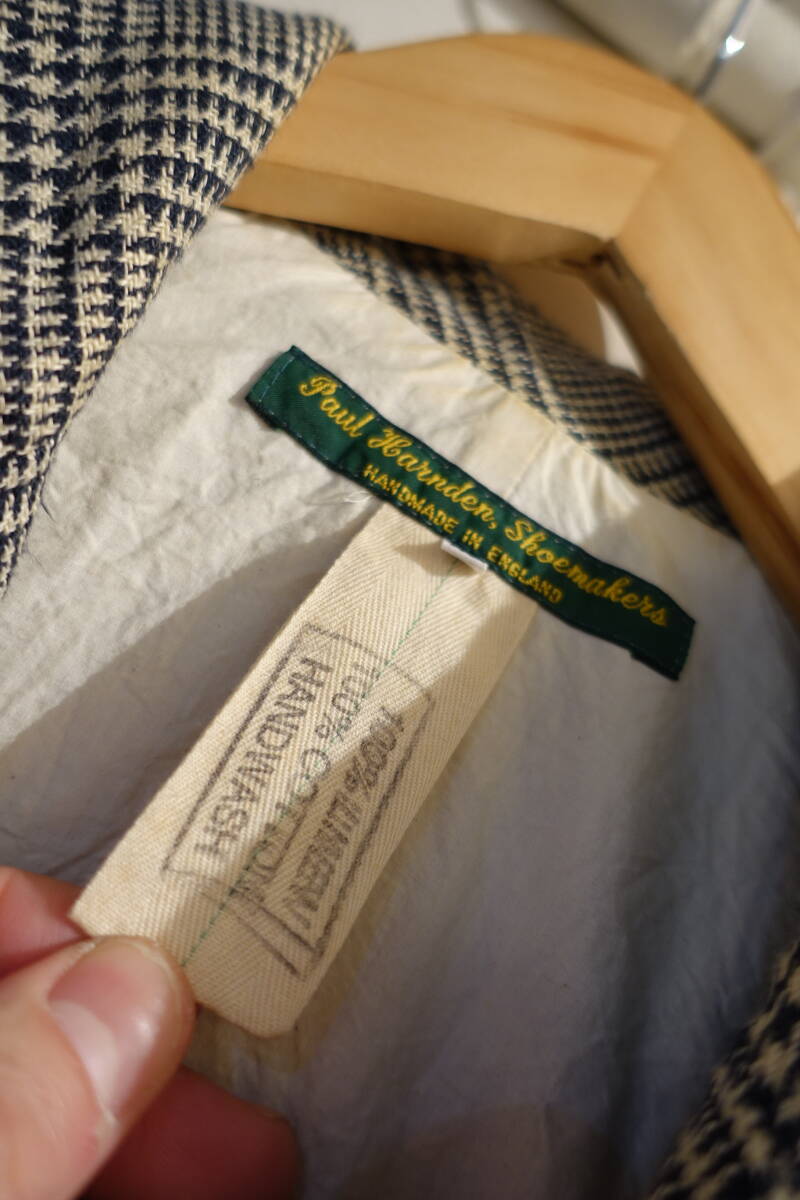 Paul Harnden, Shoemakers
HANDMADE IN ENGLAND
100% LINEN
100% COTTON
HANDWASH